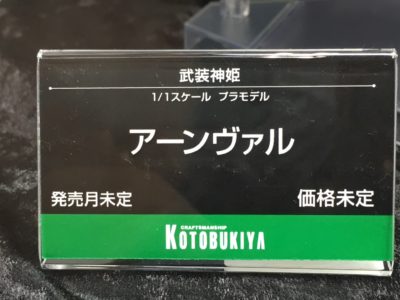 武装神姫
1/1スケール プラモデル
アーンヴァル
発売月未定 価格未定
CRAFTSMANSHIP
KOTOBUKIYA